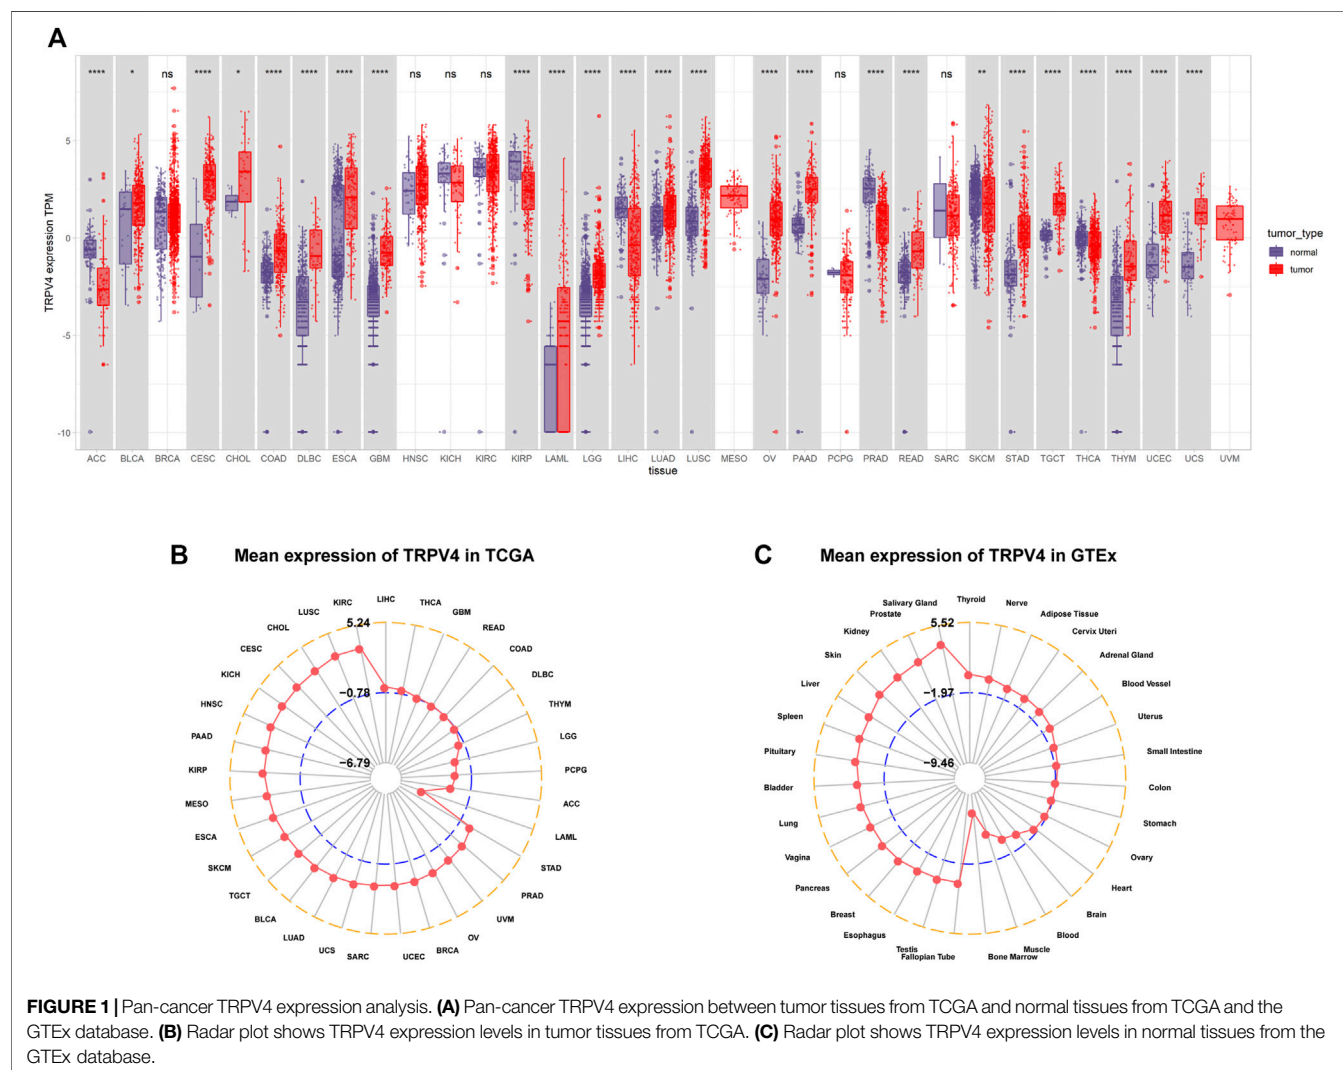 A
**** * ns **** * **** **** **** **** ns ns ns **** **** **** **** **** **** **** **** ns **** **** ns ** **** **** **** **** **** ****
TRPV4 expression TPM
5
0
-5
-10
ACC BLCA BRCA CESC CHOL COAD DLBC ESCA GBM HNSC KICH KIRC KIRP LAML LGG LIHC LUAD LUSC MESO OV PAAD PCPG PRAD READ SARC SKCM STAD TGCT THCA THYM UCEC UCS UVM
tissue
tumor_type
normal
tumor
B
Mean expression of TRPV4 in TCGA
LIHC
THCA
GBM
READ
COAD
DLBC
THYM
LGG
PCPG
ACC
LAML
STAD
PRAD
UVM
OV
BRCA
UCEC
SARC
UCS
LUAD
BLCA
TGCT
SKCM
ESCA
MESO
KIRP
PAAD
HNSC
KICH
CESC
CHOL
LUSC
KIRC
5.24
−0.78
−6.79
C
Mean expression of TRPV4 in GTEx
Thyroid
Nerve
Adipose Tissue
Cervix Uteri
Adrenal Gland
Blood Vessel
Uterus
Small Intestine
Colon
Stomach
Ovary
Heart
Brain
Blood
Muscle
Bone Marrow
Fallopian Tube
Testis
Esophagus
Breast
Pancreas
Vagina
Lung
Bladder
Pituitary
Spleen
Liver
Skin
Kidney
Prostate
Salivary Gland
5.52
−1.97
−9.46
FIGURE 1 | Pan-cancer TRPV4 expression analysis. (A) Pan-cancer TRPV4 expression between tumor tissues from TCGA and normal tissues from TCGA and the
GTEx database. (B) Radar plot shows TRPV4 expression levels in tumor tissues from TCGA. (C) Radar plot shows TRPV4 expression levels in normal tissues from the
GTEx database.